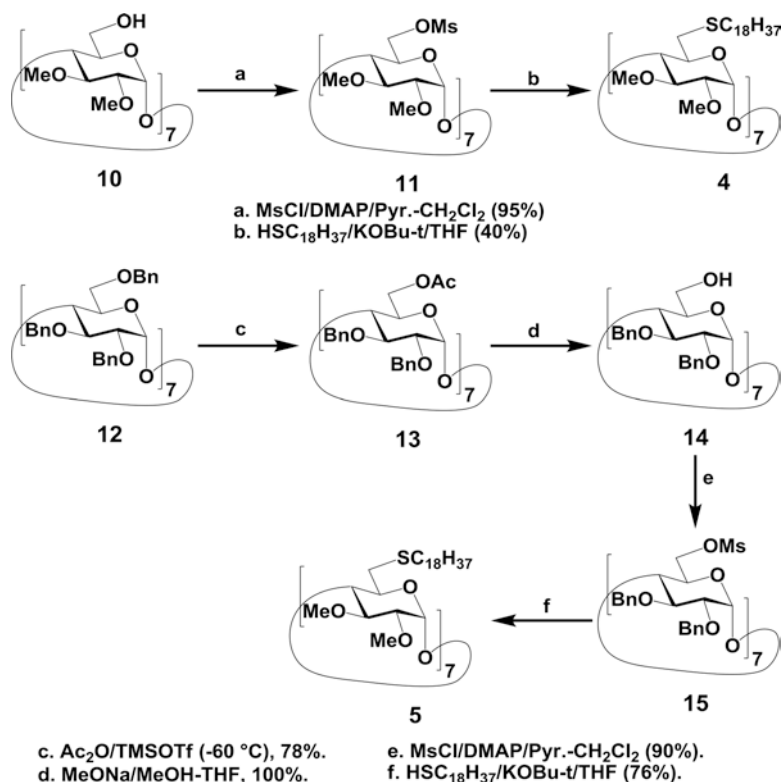 OH
O
MeO
MeO
O
7
10
a
OMs
O
MeO
MeO
O
7
11
b
SC₁₈H₃₇
O
MeO
MeO
O
7
4
a. MsCl/DMAP/Pyr.-CH₂Cl₂ (95%)
b. HSC₁₈H₃₇/KOBu-t/THF (40%)
OBn
O
BnO
BnO
O
7
12
c
OAc
O
BnO
BnO
O
7
13
d
OH
O
BnO
BnO
O
7
14
e
SC₁₈H₃₇
O
MeO
MeO
O
7
5
f
OMs
O
BnO
BnO
O
7
15
c. Ac₂O/TMSOTf (-60 °C), 78%.
d. MeONa/MeOH-THF, 100%.
e. MsCl/DMAP/Pyr.-CH₂Cl₂ (90%).
f. HSC₁₈H₃₇/KOBu-t/THF (76%).